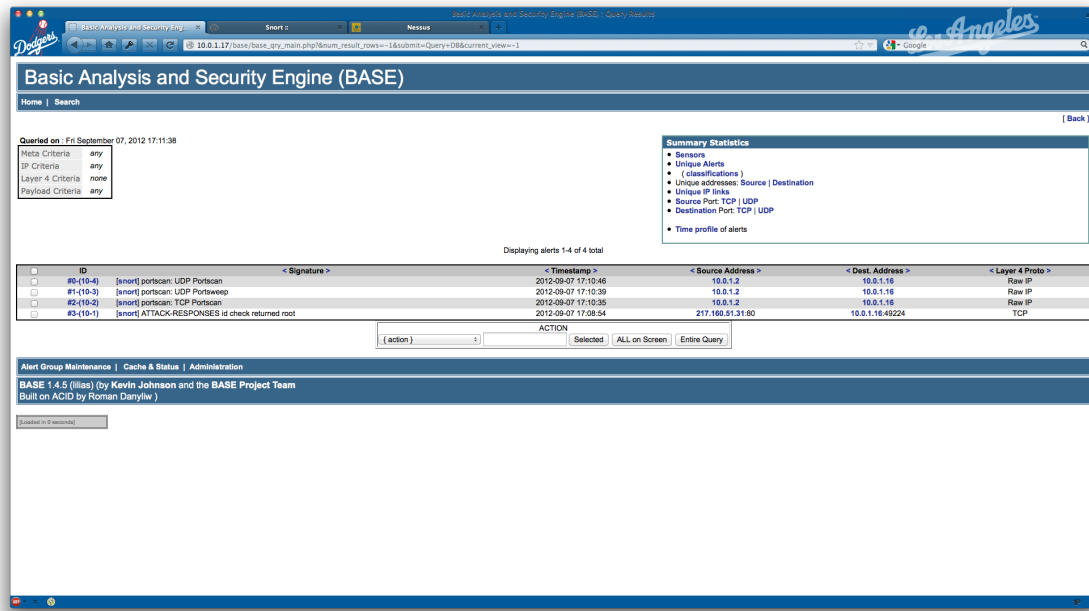 Basic Analysis and Security Engine (BASE) : Query Results
Basic Analysis and Security Eng... × Snort :: × Nessus × +
Dodgers
Los Angeles
10.0.1.17/base/base_qry_main.php?&num_result_rows=-1&submit=Query+DB&current_view=-1
Google
Basic Analysis and Security Engine (BASE)
Home | Search
[ Back ]
Queried on : Fri September 07, 2012 17:11:38
Meta Criteria any
IP Criteria any
Layer 4 Criteria none
Payload Criteria any
Summary Statistics
• Sensors
• Unique Alerts
• ( classifications )
• Unique addresses: Source | Destination
• Unique IP links
• Source Port: TCP | UDP
• Destination Port: TCP | UDP
• Time profile of alerts
Displaying alerts 1-4 of 4 total
ID < Signature > < Timestamp > < Source Address > < Dest. Address > < Layer 4 Proto >
#0-(10-4) [snort] portscan: UDP Portscan 2012-09-07 17:10:46 10.0.1.2 10.0.1.16 Raw IP
#1-(10-3) [snort] portscan: UDP Portsweep 2012-09-07 17:10:39 10.0.1.2 10.0.1.16 Raw IP
#2-(10-2) [snort] portscan: TCP Portscan 2012-09-07 17:10:35 10.0.1.2 10.0.1.16 Raw IP
#3-(10-1) [snort] ATTACK-RESPONSES id check returned root 2012-09-07 17:08:54 217.160.51.31:80 10.0.1.16:49224 TCP
ACTION
{ action } Selected ALL on Screen Entire Query
Alert Group Maintenance | Cache & Status | Administration
BASE 1.4.5 (lilias) (by Kevin Johnson and the BASE Project Team
Built on ACID by Roman Danyliw )
[Loaded in 0 seconds]